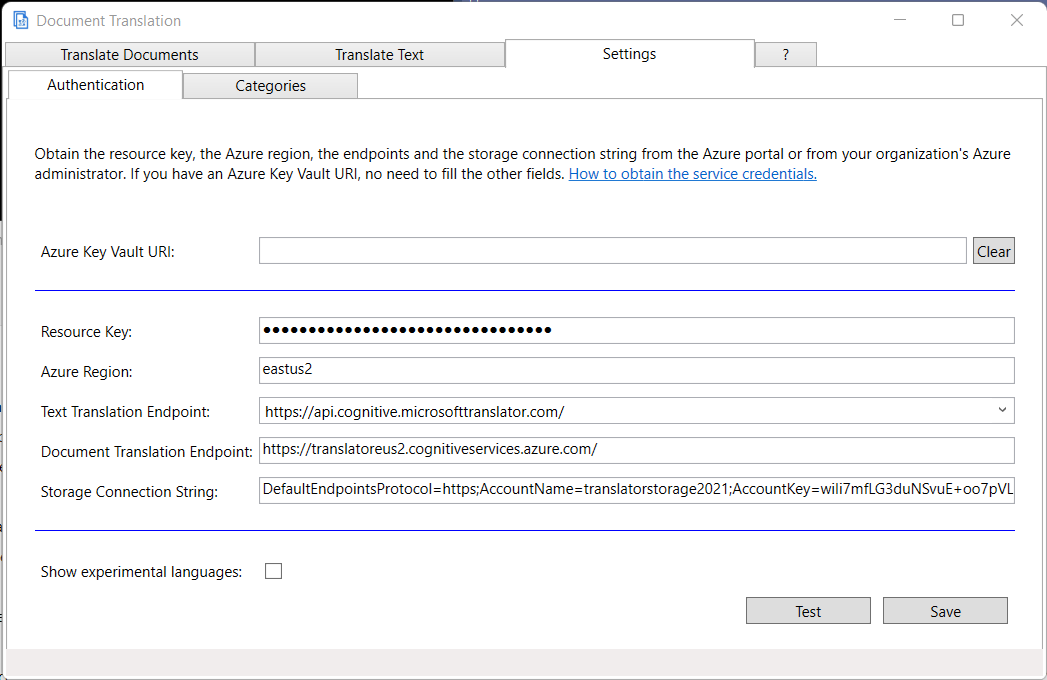 Document Translation
Translate Documents
Translate Text
Settings
?
Authentication
Categories
Obtain the resource key, the Azure region, the endpoints and the storage connection string from the Azure portal or from your organization's Azure
administrator. If you have an Azure Key Vault URI, no need to fill the other fields. How to obtain the service credentials.
Azure Key Vault URI:
Clear
Resource Key: ●●●●●●●●●●●●●●●●●●●●●●●●●●●●●●●●
Azure Region: eastus2
Text Translation Endpoint: https://api.cognitive.microsofttranslator.com/
Document Translation Endpoint: https://translatoreus2.cognitiveservices.azure.com/
Storage Connection String: DefaultEndpointsProtocol=https;AccountName=translatorstorage2021;AccountKey=wiIi7mfLG3duNSvuE+oo7pVL
Show experimental languages:
Test
Save